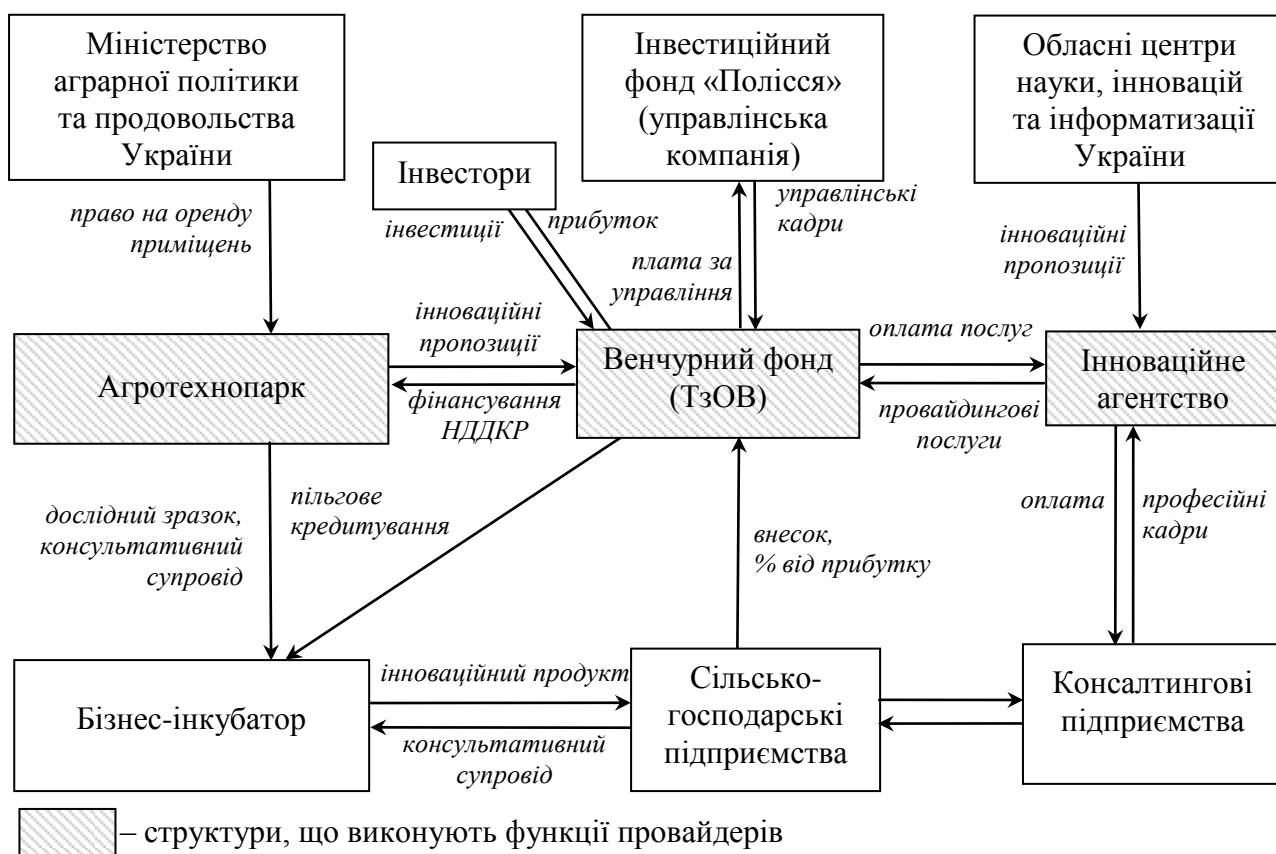 Міністерство
аграрної політики
та продовольства
України
Інвестиційний
фонд «Полісся»
(управлінська
компанія)
Обласні центри
науки, інновацій
та інформатизації
України
Інвестори
право на оренду
приміщень
інвестиції
прибуток
плата за
управління
управлінські
кадри
інноваційні
пропозиції
Агротехнопарк
інноваційні
пропозиції
фінансування
НДДКР
Венчурний фонд
(ТзОВ)
оплата послуг
провайдингові
послуги
Інноваційне
агентство
дослідний зразок,
консультативний
супровід
пільгове
кредитування
внесок,
% від прибутку
оплата
професійні
кадри
Бізнес-інкубатор
інноваційний продукт
консультативний
супровід
Сільсько-
господарські
підприємства
Консалтингові
підприємства
– структури, що виконують функції провайдерів